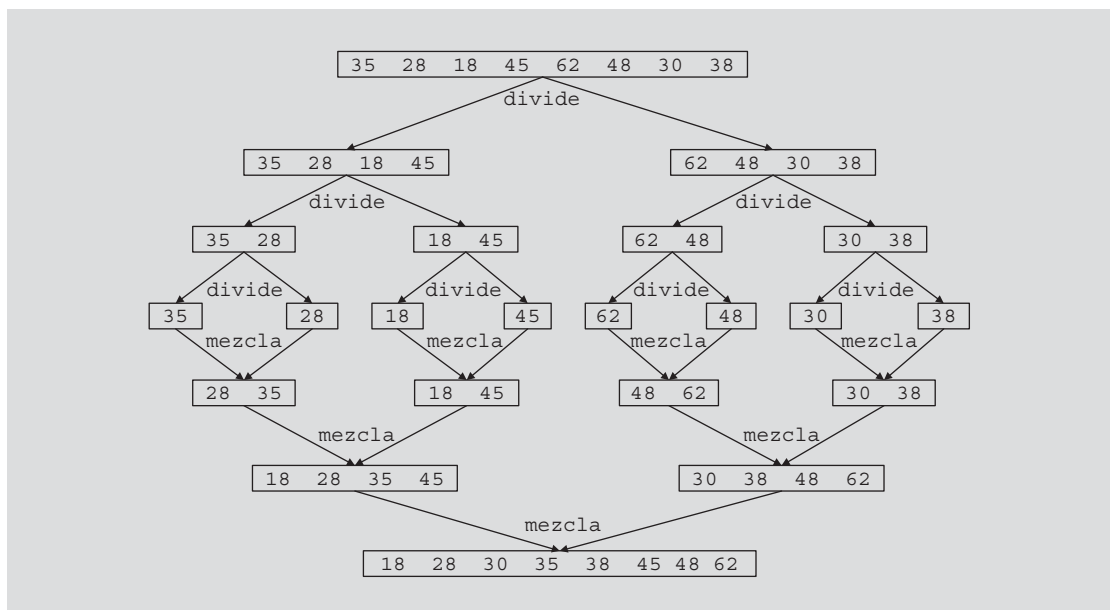 35 28 18 45 62 48 30 38
divide
35 28 18 45
62 48 30 38
divide
divide
35 28
18 45
62 48
30 38
divide
divide
divide
divide
35
28
18
45
62
48
30
38
mezcla
mezcla
mezcla
mezcla
28 35
18 45
48 62
30 38
mezcla
mezcla
18 28 35 45
30 38 48 62
mezcla
18 28 30 35 38 45 48 62